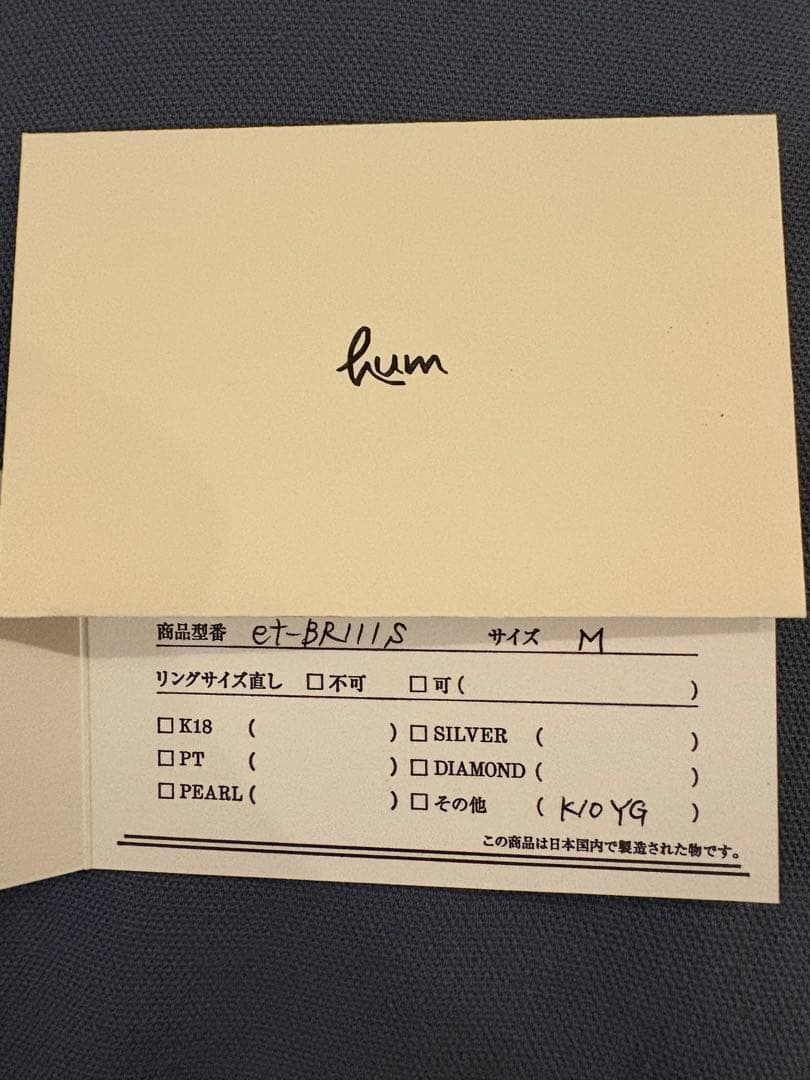 hum
商品型番 et-BR111S サイズ M
リングサイズ直し □不可 □可 ( )
□K18 ( ) □SILVER ( )
□PT ( ) □DIAMOND ( )
□PEARL ( ) □その他 ( K10YG )
この商品は日本国内で製造された物です。